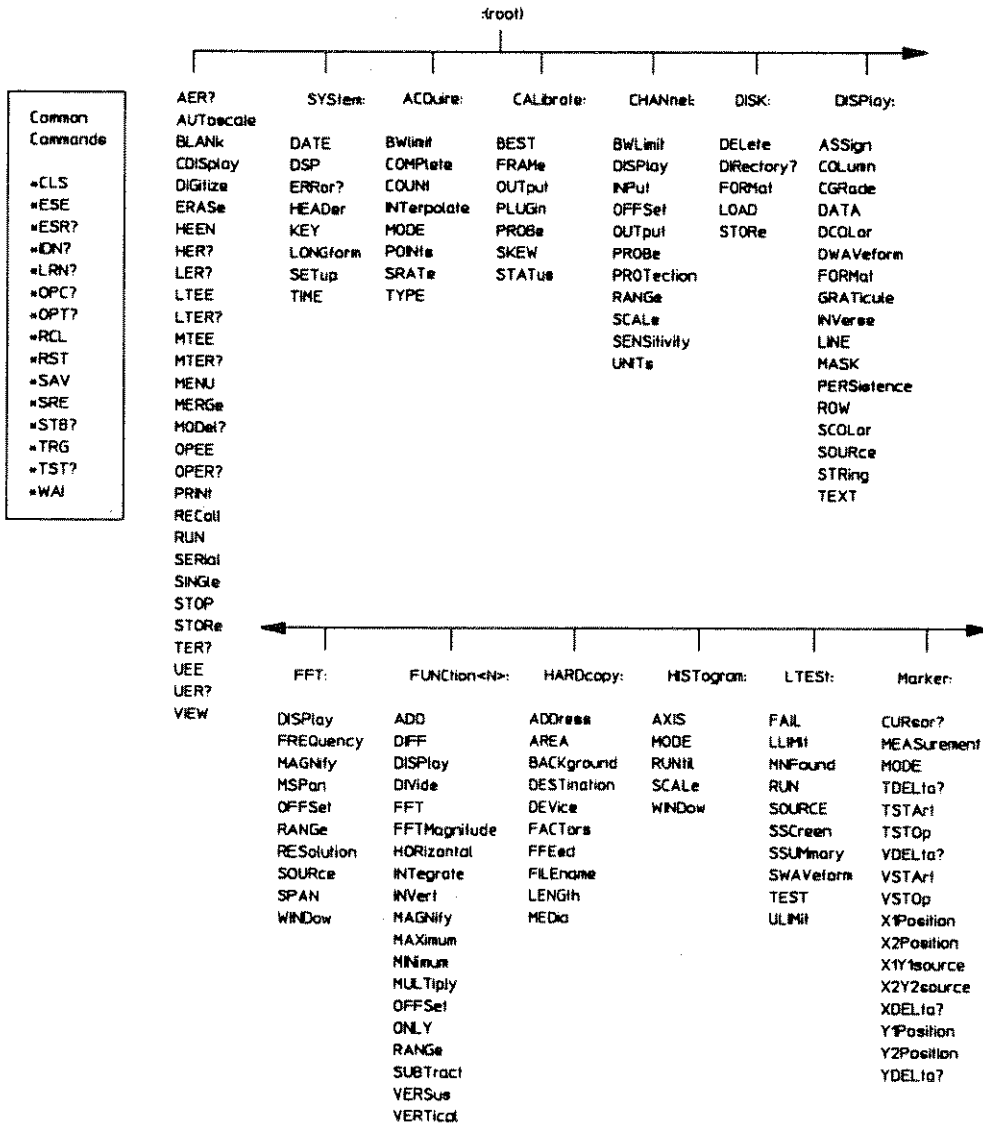 :(root)
Common
Commands
*CLS
*ESE
*ESR?
*IDN?
*LRN?
*OPC?
*OPT?
*RCL
*RST
*SAV
*SRE
*STB?
*TRG
*TST?
*WAI
AER?
AUToscale
BLANk
CDISplay
DIGitize
ERASe
HEEN
HER?
LER?
LTEE
LTER?
MTEE
MTER?
MENU
MERGe
MODel?
OPEE
OPER?
PRINt
RECall
RUN
SERial
SINGle
STOP
STORe
TER?
UEE
UER?
VIEW
SYStem:
DATE
DSP
ERRor?
HEADer
KEY
LONGform
SETup
TIME
ACQuire:
BWlimit
COMPlete
COUNt
INTerpolate
MODE
POINts
SRATe
TYPE
CALibrate:
BEST
FRAMe
OUTput
PLUGin
PROBe
SKEW
STATus
CHANnel:
BWLimit
DISPlay
INPut
OFFSet
OUTput
PROBe
PROTection
RANGe
SCALe
SENSitivity
UNITs
DISK:
DELete
DIRectory?
FORMat
LOAD
STORe
DISPlay:
ASSign
COLumn
CGRade
DATA
DCOLor
DWAVeform
FORMat
GRATicule
INVerse
LINE
MASK
PERSistence
ROW
SCOLor
SOURce
STRing
TEXT
FFT:
DISPlay
FREQuency
MAGNify
MSPan
OFFSet
RANGe
RESolution
SOURce
SPAN
WINDow
FUNCtion<N>:
ADD
DIFF
DISPlay
DIVide
FFT
FFTMagnitude
HORizontal
INTegrate
INVert
MAGNify
MAXimum
MINimum
MULTiply
OFFSet
ONLY
RANGe
SUBTract
VERSus
VERTical
HARDcopy:
ADDress
AREA
BACKground
DESTination
DEVice
FACTors
FFEed
FILEname
LENGth
MEDia
HISTogram:
AXIS
MODE
RUNTil
SCALe
WINDow
LTESt:
FAIL
LLIMit
MNFound
RUN
SOURCE
SSCreen
SSUMmary
SWAVeform
TEST
ULIMit
Marker:
CURsor?
MEASurement
MODE
TDELta?
TSTArt
TSTOp
VDELta?
VSTArt
VSTOp
X1Position
X2Position
X1Y1source
X2Y2source
XDELta?
Y1Position
Y2Position
YDELta?